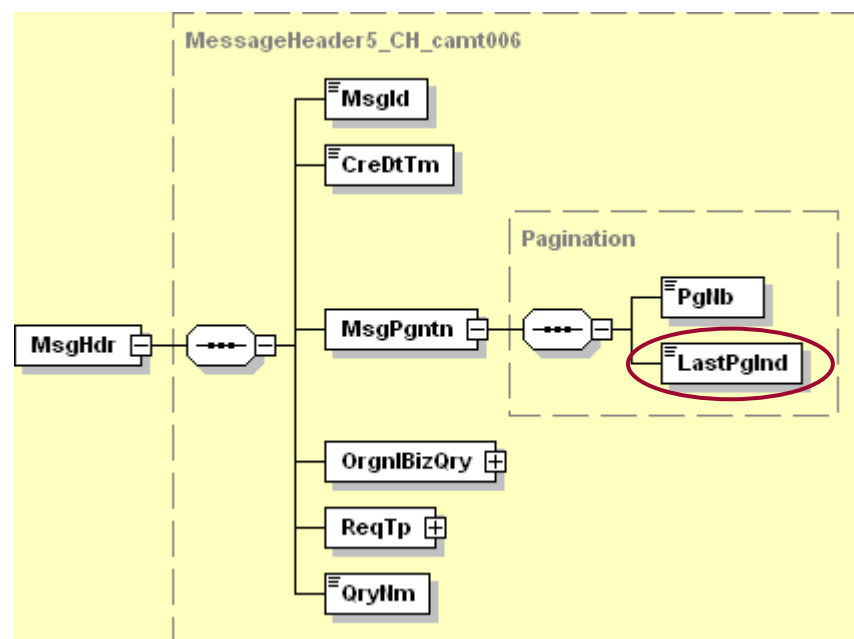 MessageHeader5_CH_camt006
MsgId
CreDtTm
Pagination
PgNb
MsgHdr
MsgPgntn
LastPgInd
OrgnlBizQry
ReqTp
QryNm